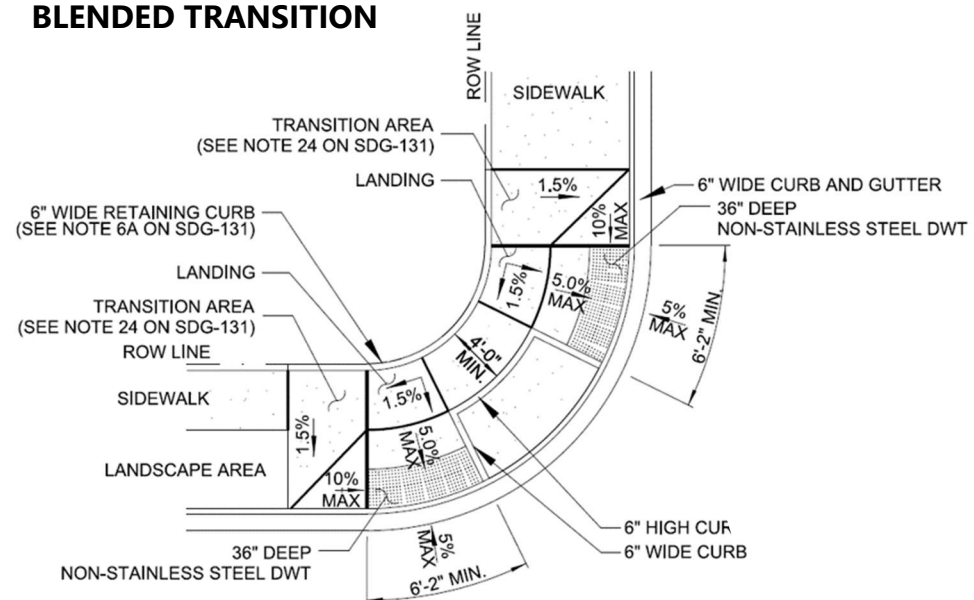 BLENDED TRANSITION
ROW LINE
SIDEWALK
TRANSITION AREA
(SEE NOTE 24 ON SDG-131)
LANDING
1.5%
10%
MAX
6" WIDE CURB AND GUTTER
36" DEEP
NON-STAINLESS STEEL DWT
6" WIDE RETAINING CURB
(SEE NOTE 6A ON SDG-131)
LANDING
TRANSITION AREA
(SEE NOTE 24 ON SDG-131)
ROW LINE
1.5%
5.0%
MAX
5%
MAX
6'-2" MIN.
4'-0"
MIN.
SIDEWALK
1.5%
1.5%
5.0%
MAX
LANDSCAPE AREA
10%
MAX
36" DEEP
NON-STAINLESS STEEL DWT
5%
MAX
6'-2" MIN.
6" HIGH CUR
6" WIDE CURB